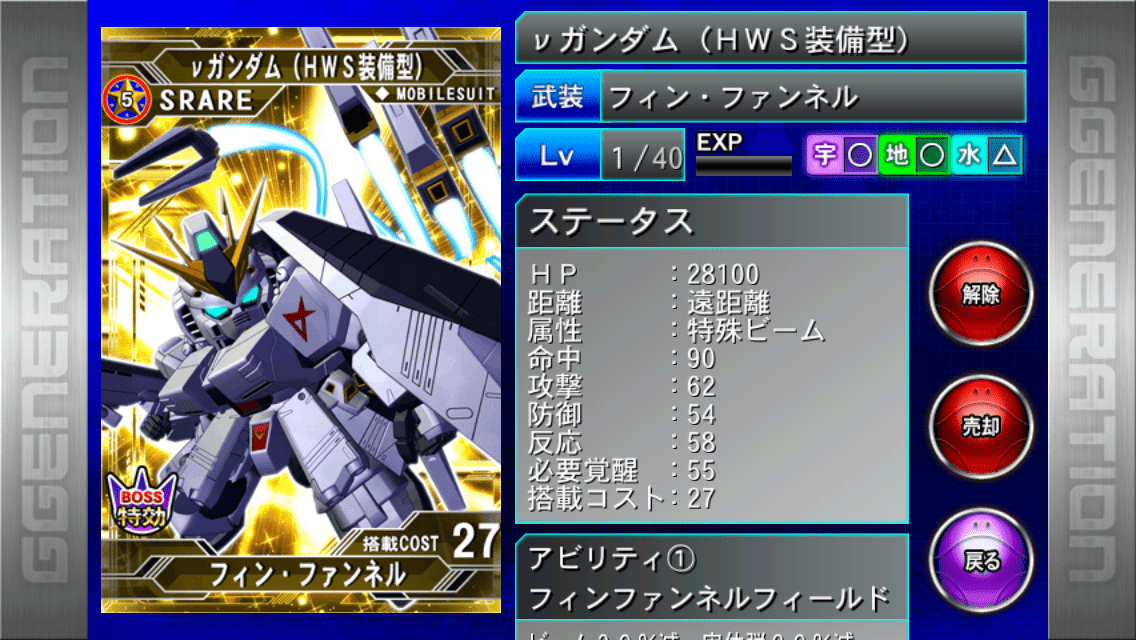 GGENERATION
νガンダム（HWS装備型）
5 SRARE
◆ MOBILESUIT
BOSS
特効
搭載COST 27
フィン・ファンネル
νガンダム（ＨＷＳ装備型）
武装 フィン・ファンネル
Lv 1/40 EXP 宇○ 地○ 水△
ステータス
ＨＰ ：28100
距離 ：遠距離
属性 ：特殊ビーム
命中 ：90
攻撃 ：62
防御 ：54
反応 ：58
必要覚醒 ：55
搭載コスト：27
アビリティ①
フィンファンネルフィールド
解除
売却
戻る
GGENERATION